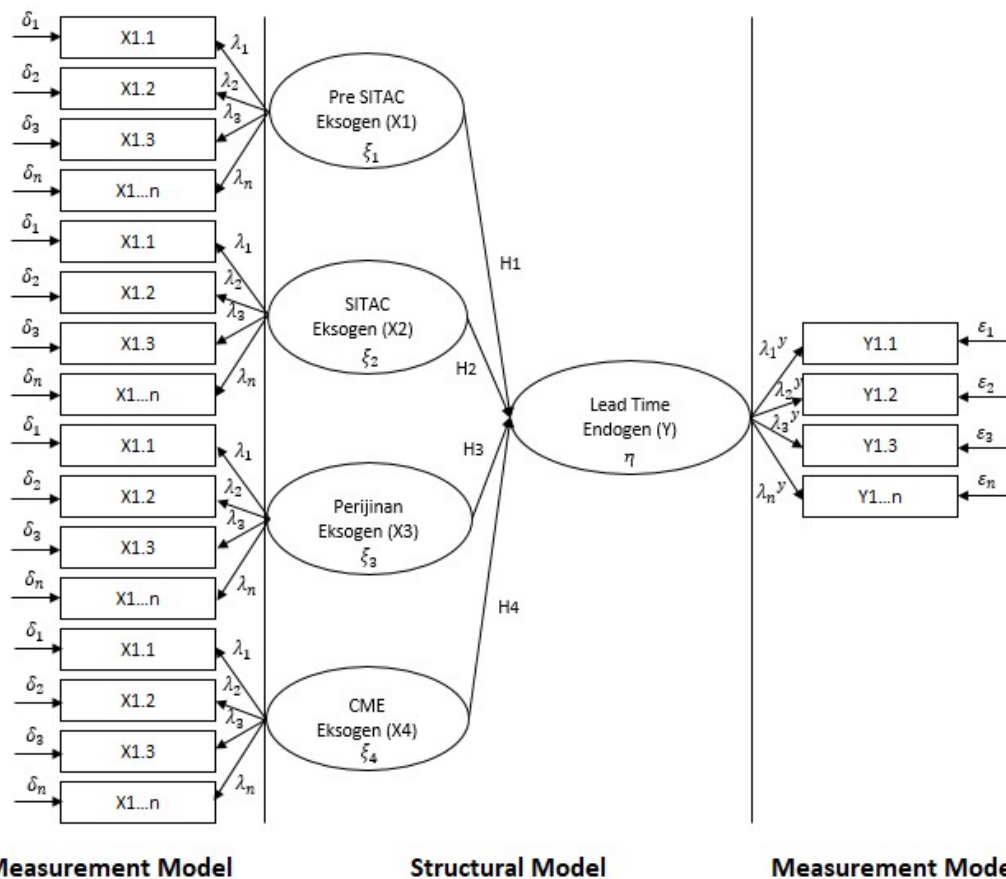 δ₁ X1.1 λ₁
δ₂ X1.2 λ₂
δ₃ X1.3 λ₃
δₙ X1...n λₙ
Pre SITAC
Eksogen (X1)
ξ₁
δ₁ X1.1 λ₁
δ₂ X1.2 λ₂
δ₃ X1.3 λ₃
δₙ X1...n λₙ
SITAC
Eksogen (X2)
ξ₂
δ₁ X1.1 λ₁
δ₂ X1.2 λ₂
δ₃ X1.3 λ₃
δₙ X1...n λₙ
Perijinan
Eksogen (X3)
ξ₃
δ₁ X1.1 λ₁
δ₂ X1.2 λ₂
δ₃ X1.3 λ₃
δₙ X1...n λₙ
CME
Eksogen (X4)
ξ₄
H1
H2
H3
H4
Lead Time
Endogen (Y)
η
λ₁ʸ Y1.1 ε₁
λ₂ʸ Y1.2 ε₂
λ₃ʸ Y1.3 ε₃
λₙʸ Y1...n εₙ
Measurement Model
Structural Model
Measurement Mode